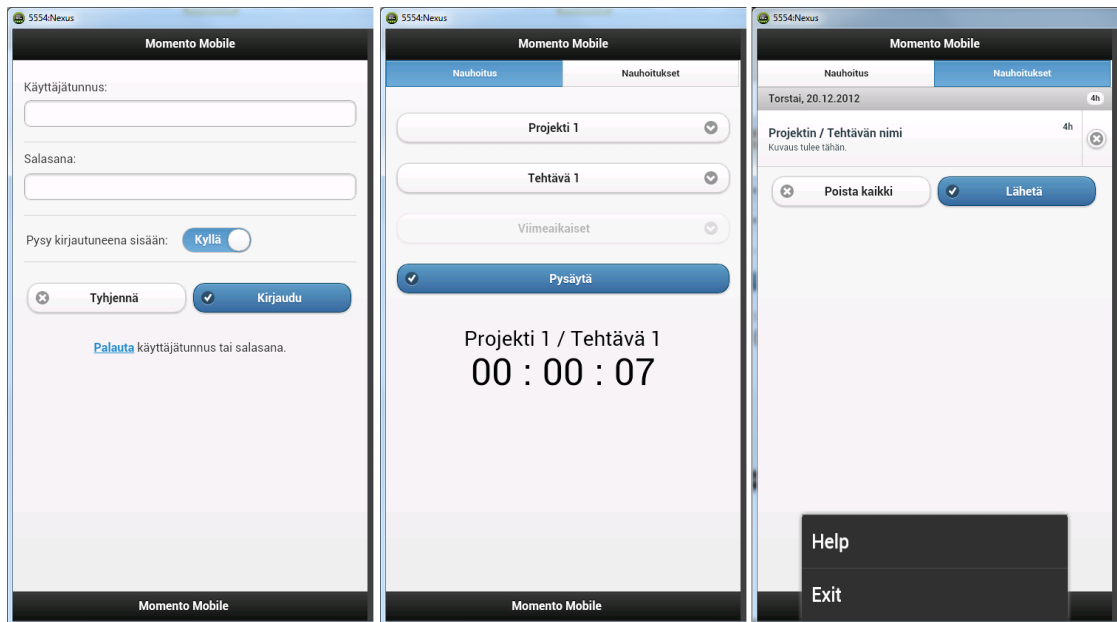 5554:Nexus
Momento Mobile
Käyttäjätunnus:
Salasana:
Pysy kirjautuneena sisään:
Kyllä
Tyhjennä
Kirjaudu
Palauta käyttäjätunnus tai salasana.
Momento Mobile
5554:Nexus
Momento Mobile
Nauhoitus
Nauhoitukset
Projekti 1
Tehtävä 1
Viimeaikaiset
Pysäytä
Projekti 1 / Tehtävä 1
00 : 00 : 07
Momento Mobile
5554:Nexus
Momento Mobile
Nauhoitus
Nauhoitukset
Torstai, 20.12.2012
4h
Projektin / Tehtävän nimi
4h
Kuvaus tulee tähän.
Poista kaikki
Lähetä
Help
Exit